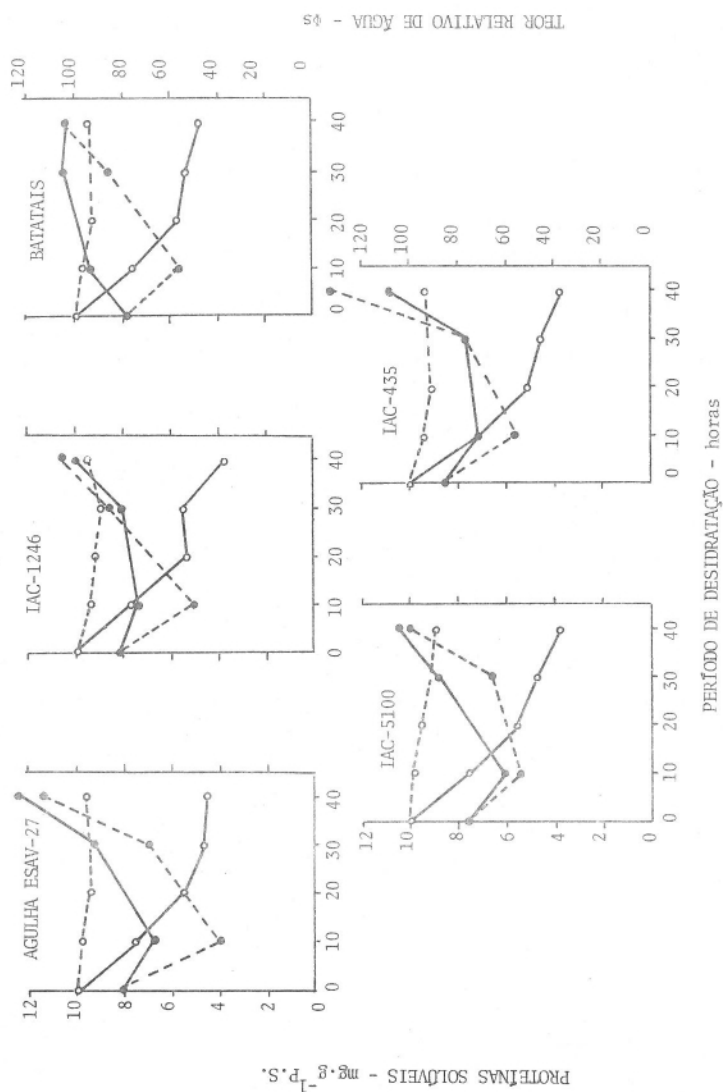 PROTEÍNAS SOLÚVEIS - mg.g⁻¹ P.S.
TEOR RELATIVO DE ÁGUA - %s
AGULHA ESAV-27
12
10
8
6
4
2
0
0 10 20 30 40
IAC-1246
0 10 20 30 40
BATATAIS
120
100
80
60
40
20
0
0 10 20 30 40
IAC-5100
12
10
8
6
4
2
0
0 10 20 30 40
IAC-435
120
100
80
60
40
20
0
0 10 20 30 40
PERÍODO DE DESIDRATAÇÃO - horas